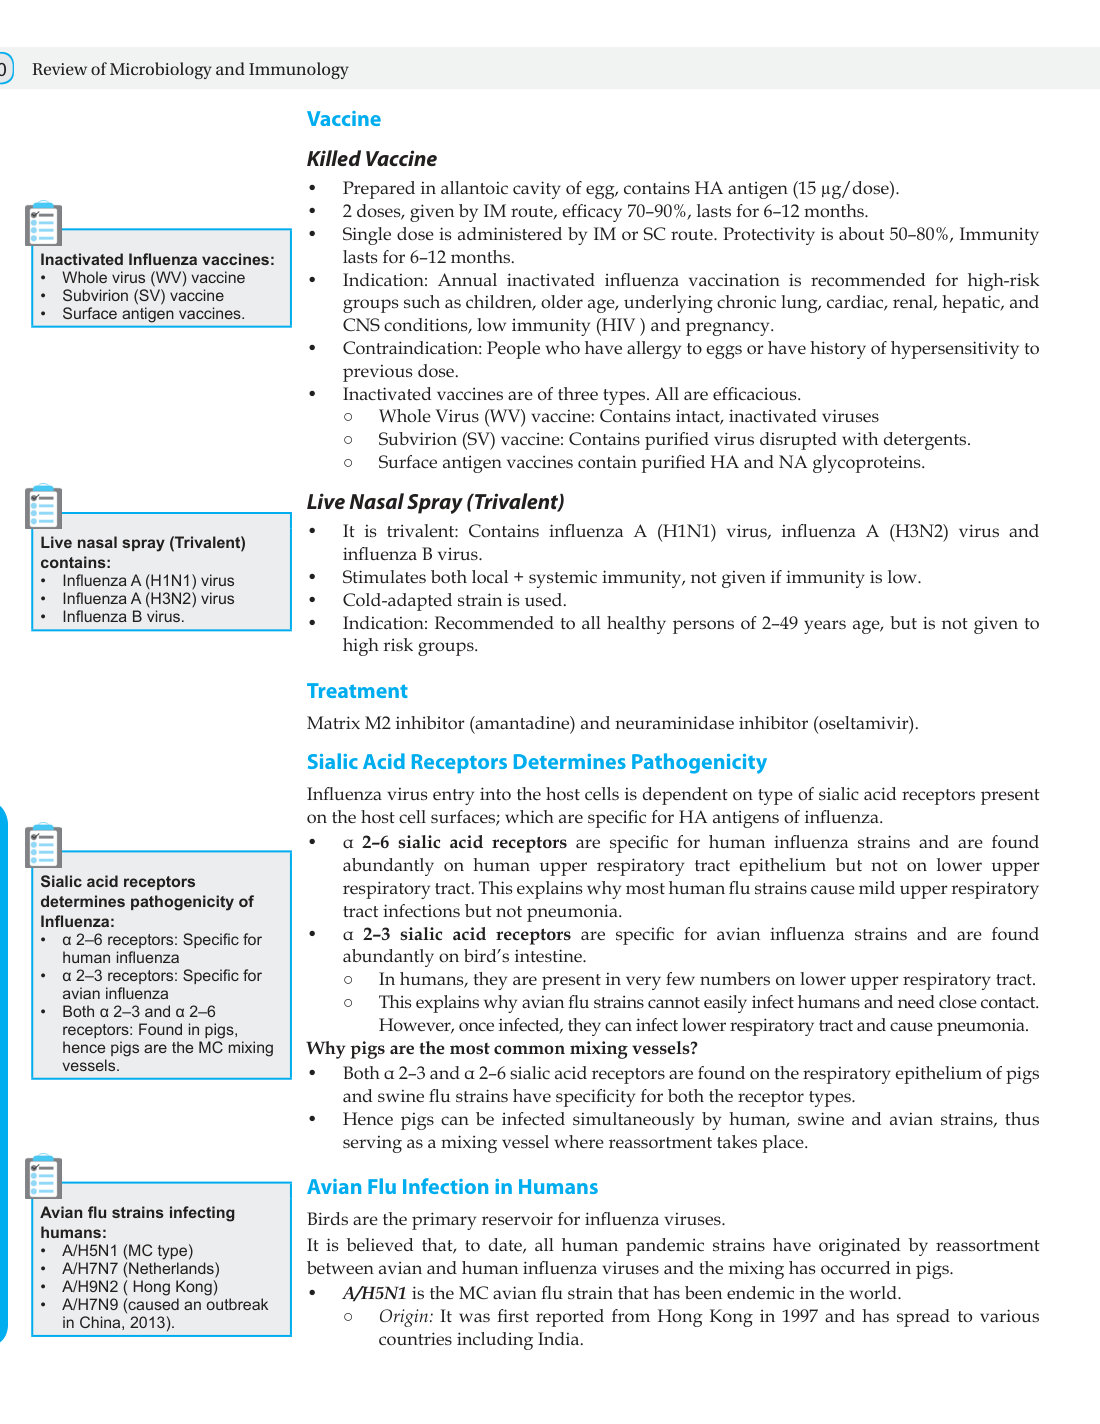 0 Review of Microbiology and Immunology
Vaccine
Killed Vaccine
• Prepared in allantoic cavity of egg, contains HA antigen (15 μg/dose).
• 2 doses, given by IM route, efficacy 70–90%, lasts for 6–12 months.
• Single dose is administered by IM or SC route. Protectivity is about 50–80%, Immunity
lasts for 6–12 months.
• Indication: Annual inactivated influenza vaccination is recommended for high-risk
groups such as children, older age, underlying chronic lung, cardiac, renal, hepatic, and
CNS conditions, low immunity (HIV ) and pregnancy.
• Contraindication: People who have allergy to eggs or have history of hypersensitivity to
previous dose.
• Inactivated vaccines are of three types. All are efficacious.
○ Whole Virus (WV) vaccine: Contains intact, inactivated viruses
○ Subvirion (SV) vaccine: Contains purified virus disrupted with detergents.
○ Surface antigen vaccines contain purified HA and NA glycoproteins.
Inactivated Influenza vaccines:
• Whole virus (WV) vaccine
• Subvirion (SV) vaccine
• Surface antigen vaccines.
Live Nasal Spray (Trivalent)
• It is trivalent: Contains influenza A (H1N1) virus, influenza A (H3N2) virus and
influenza B virus.
• Stimulates both local + systemic immunity, not given if immunity is low.
• Cold-adapted strain is used.
• Indication: Recommended to all healthy persons of 2–49 years age, but is not given to
high risk groups.
Live nasal spray (Trivalent)
contains:
• Influenza A (H1N1) virus
• Influenza A (H3N2) virus
• Influenza B virus.
Treatment
Matrix M2 inhibitor (amantadine) and neuraminidase inhibitor (oseltamivir).
Sialic Acid Receptors Determines Pathogenicity
Influenza virus entry into the host cells is dependent on type of sialic acid receptors present
on the host cell surfaces; which are specific for HA antigens of influenza.
• α 2–6 sialic acid receptors are specific for human influenza strains and are found
abundantly on human upper respiratory tract epithelium but not on lower upper
respiratory tract. This explains why most human flu strains cause mild upper respiratory
tract infections but not pneumonia.
• α 2–3 sialic acid receptors are specific for avian influenza strains and are found
abundantly on bird's intestine.
○ In humans, they are present in very few numbers on lower upper respiratory tract.
○ This explains why avian flu strains cannot easily infect humans and need close contact.
However, once infected, they can infect lower respiratory tract and cause pneumonia.
Sialic acid receptors
determines pathogenicity of
Influenza:
• α 2–6 receptors: Specific for
human influenza
• α 2–3 receptors: Specific for
avian influenza
• Both α 2–3 and α 2–6
receptors: Found in pigs,
hence pigs are the MC mixing
vessels.
Why pigs are the most common mixing vessels?
• Both α 2–3 and α 2–6 sialic acid receptors are found on the respiratory epithelium of pigs
and swine flu strains have specificity for both the receptor types.
• Hence pigs can be infected simultaneously by human, swine and avian strains, thus
serving as a mixing vessel where reassortment takes place.
Avian Flu Infection in Humans
Birds are the primary reservoir for influenza viruses.
It is believed that, to date, all human pandemic strains have originated by reassortment
between avian and human influenza viruses and the mixing has occurred in pigs.
• A/H5N1 is the MC avian flu strain that has been endemic in the world.
○ Origin: It was first reported from Hong Kong in 1997 and has spread to various
countries including India.
Avian flu strains infecting
humans:
• A/H5N1 (MC type)
• A/H7N7 (Netherlands)
• A/H9N2 ( Hong Kong)
• A/H7N9 (caused an outbreak
in China, 2013).